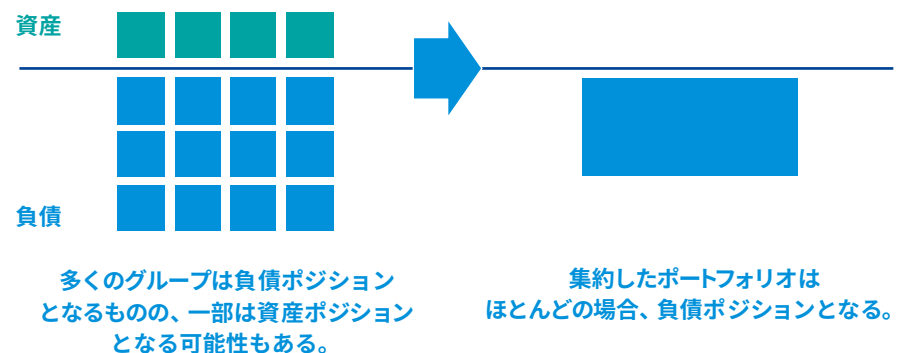 資産
負債
多くのグループは負債ポジション
となるものの、一部は資産ポジション
となる可能性もある。
集約したポートフォリオは
ほとんどの場合、負債ポジションとなる。